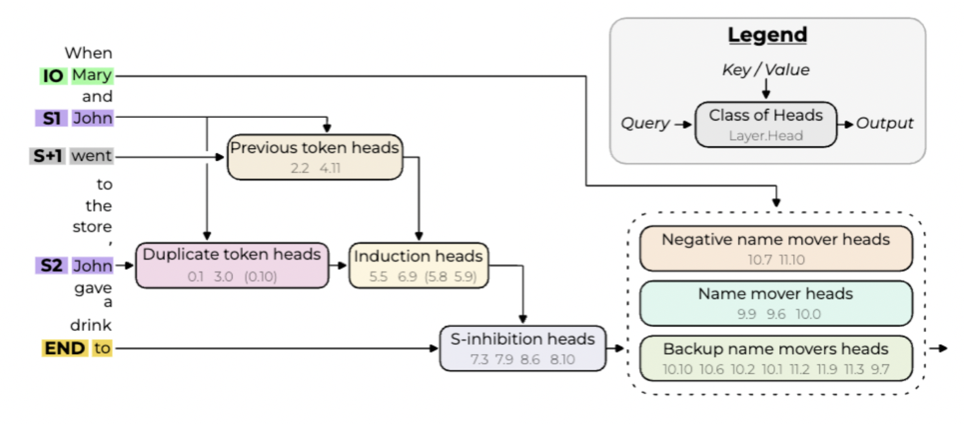 When
IO Mary
and
S1 John
S+1 went
to
the
store
,
S2 John
gave
a
drink
END to
Previous token heads
2.2 4.11
Duplicate token heads
0.1 3.0 (0.10)
Induction heads
5.5 6.9 (5.8 5.9)
S-inhibition heads
7.3 7.9 8.6 8.10
Legend
Key / Value
Query
Class of Heads
Layer.Head
Output
Negative name mover heads
10.7 11.10
Name mover heads
9.9 9.6 10.0
Backup name movers heads
10.10 10.6 10.2 10.1 11.2 11.9 11.3 9.7